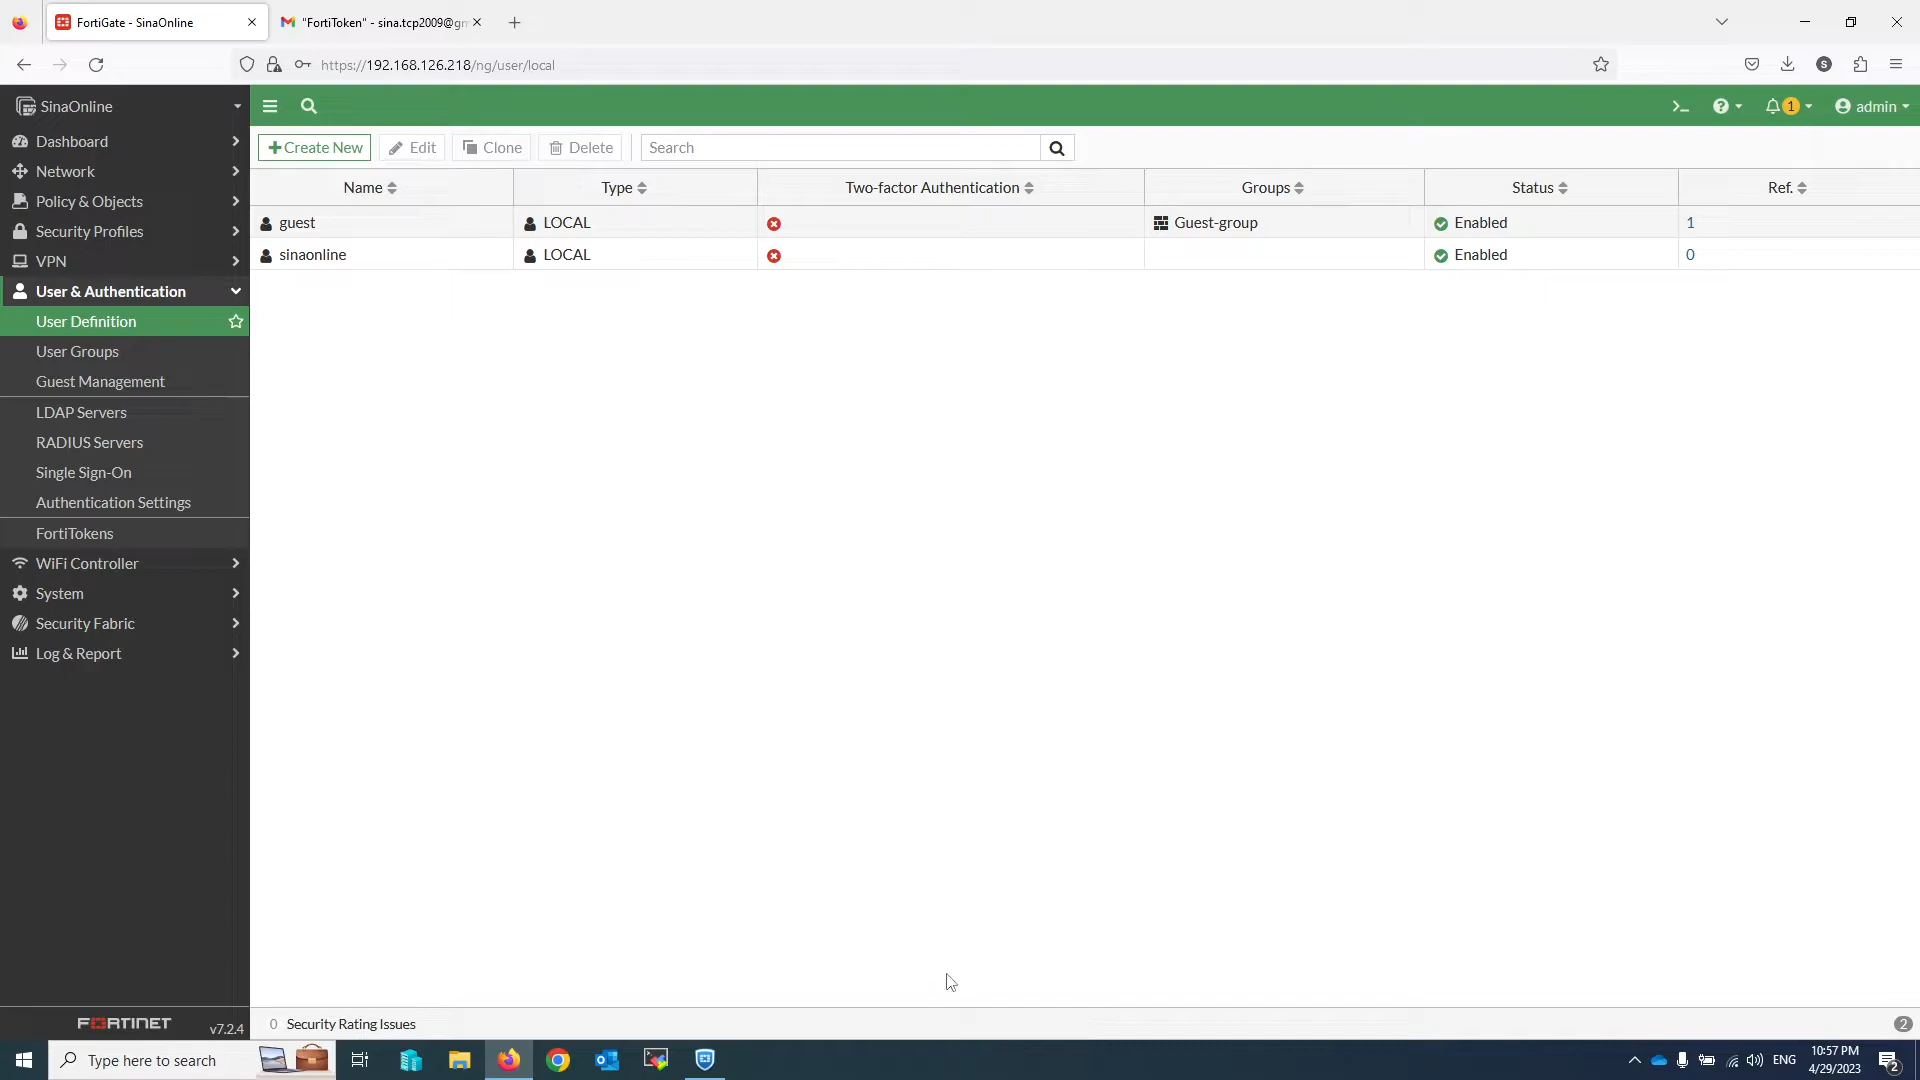 FortiGate - SinaOnline
"FortiToken" - sina.tcp2009@gm
https://192.168.126.218/ng/user/local
SinaOnline
1
admin
Dashboard
Network
Policy & Objects
Security Profiles
VPN
User & Authentication
User Definition
User Groups
Guest Management
LDAP Servers
RADIUS Servers
Single Sign-On
Authentication Settings
FortiTokens
WiFi Controller
System
Security Fabric
Log & Report
Create New Edit Clone Delete Search
Name Type Two-factor Authentication Groups Status Ref.
guest LOCAL Guest-group Enabled 1
sinaonline LOCAL Enabled 0
FORTINET v7.2.4
0 Security Rating Issues 2
Type here to search
ENG
10:57 PM
4/29/2023
2